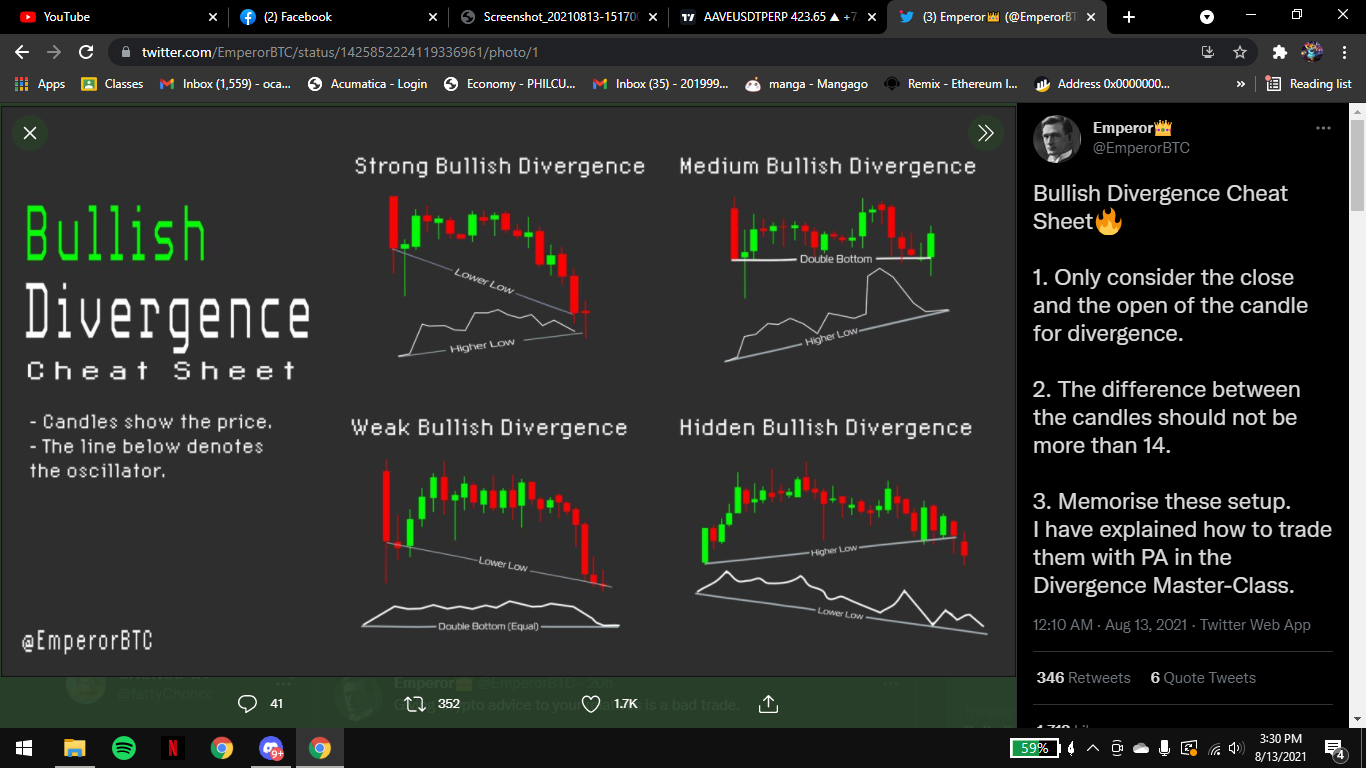 YouTube
(2) Facebook
Screenshot_20210813-15170
AAVEUSDTPERP 423.65 ▲ +7.
(3) Emperor👑 (@EmperorBT
twitter.com/EmperorBTC/status/1425852224119336961/photo/1
Apps
Classes
Inbox (1,559) - oca...
Acumatica - Login
Economy - PHILCU...
Inbox (35) - 201999...
manga - Mangago
Remix - Ethereum I...
Address 0x0000000...
»
Reading list
Bullish
Divergence
Cheat Sheet
- Candles show the price.
- The line below denotes
the oscillator.
@EmperorBTC
Strong Bullish Divergence
Lower Low
Higher Low
Medium Bullish Divergence
Double Bottom
Higher Low
Weak Bullish Divergence
Lower Low
Double Bottom (Equal)
Hidden Bullish Divergence
Higher Low
Lower Low
41
352
1.7K
Emperor👑
@EmperorBTC
Bullish Divergence Cheat
Sheet🔥
1. Only consider the close
and the open of the candle
for divergence.
2. The difference between
the candles should not be
more than 14.
3. Memorise these setup.
I have explained how to trade
them with PA in the
Divergence Master-Class.
12:10 AM · Aug 13, 2021 · Twitter Web App
346 Retweets 6 Quote Tweets
59%
9+
3:30 PM
8/13/2021
4